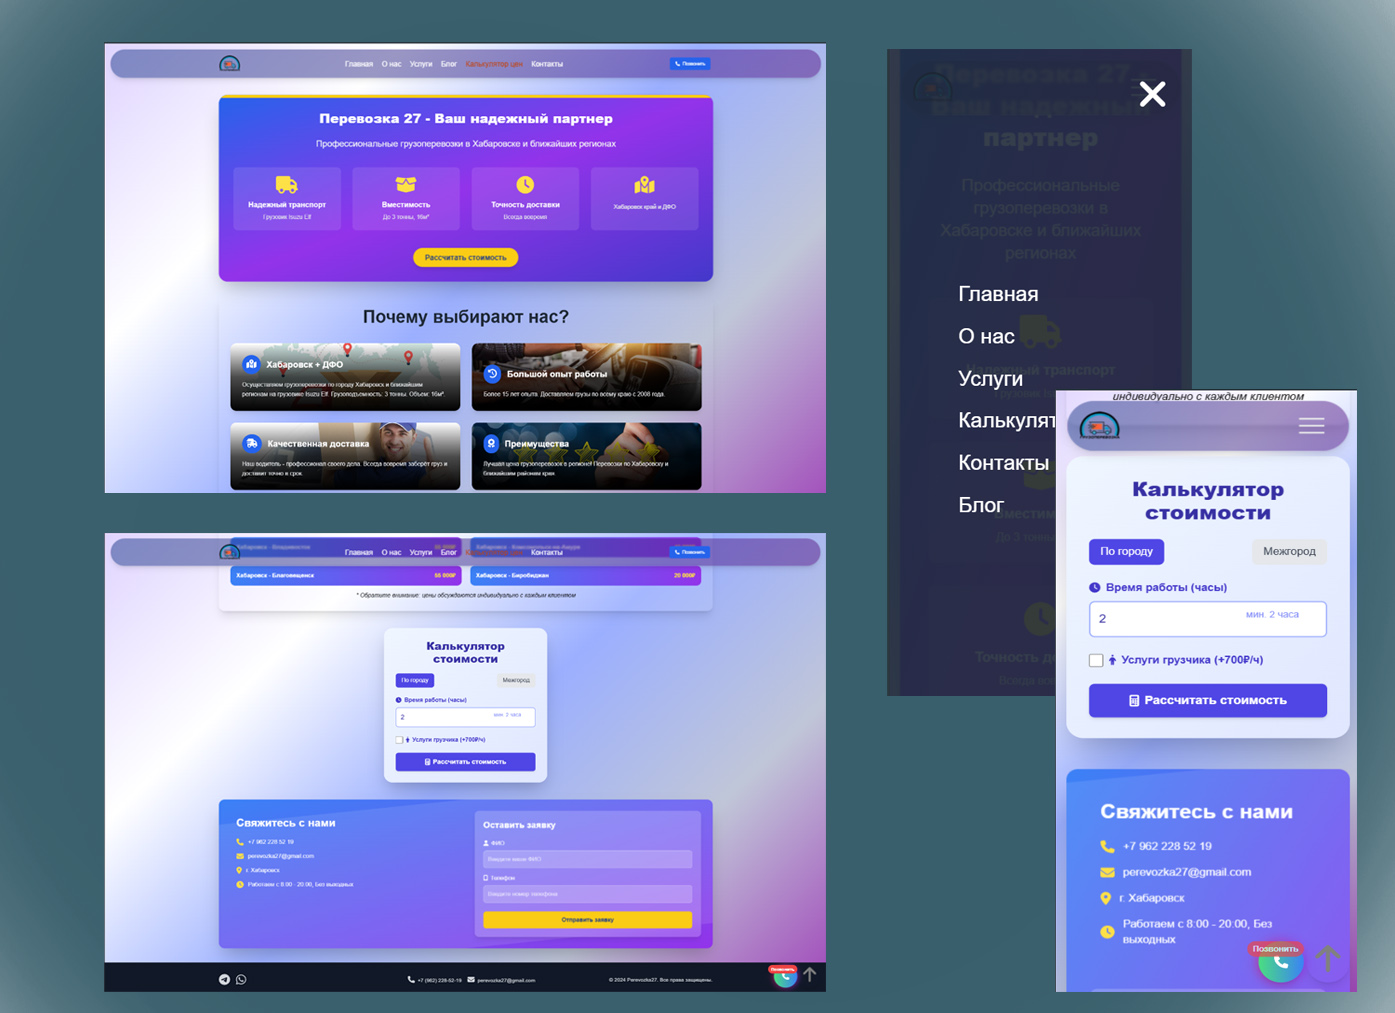 Главная О нас Услуги Блог Калькулятор цен Контакты
Позвонить
Перевозка 27 - Ваш надежный партнер
Профессиональные грузоперевозки в Хабаровске и ближайших регионах
Надежный транспорт
Грузовик Isuzu Elf
Вместимость
До 3 тонны, 16м³
Точность доставки
Всегда вовремя
Хабаровск край и ДФО
Рассчитать стоимость
Почему выбирают нас?
Хабаровск + ДФО
Осуществляем грузоперевозки по городу Хабаровск и ближайшим
регионам на грузовике Isuzu Elf. Грузоподъемность: 3 тонны. Объем: 16м³.
Большой опыт работы
Более 15 лет опыта. Доставляем грузы по всему краю с 2008 года.
Качественная доставка
Наш водитель - профессионал своего дела. Всегда вовремя заберёт груз и
доставит точно в срок.
Преимущества
Лучшая цена грузоперевозок в регионе! Перевозки по Хабаровску и
ближайшим районам края.
Перевозка 27 -
Ваш надежный
партнер
Профессиональные
грузоперевозки в
Хабаровске и ближайших
регионах
Главная
О нас
Услуги
Калькулят
Контакты
Блог
Хабаровск - Владивосток
Хабаровск - Комсомольск-на-Амуре
Главная О нас Услуги Блог Контакты
Позвонить
Хабаровск - Благовещенск
Хабаровск - Биробиджан
20 000₽
* Обратите внимание: цены обсуждаются индивидуально с каждым клиентом
Калькулятор
стоимости
По городу
Межгород
Время работы (часы)
2
мин. 2 часа
Услуги грузчика (+700₽/ч)
Рассчитать стоимость
Свяжитесь с нами
+7 962 228 52 19
perevozka27@gmail.com
г. Хабаровск
Работаем с 8:00 - 20:00, Без выходных
Оставить заявку
ФИО
Введите ваше ФИО
Телефон
Введите номер телефона
Отправить заявку
+7 (962) 228-52-19
perevozka27@gmail.com
© 2024 Perevozka27. Все права защищены.
Позвонить
индивидуально с каждым клиентом
Калькулятор
стоимости
По городу
Межгород
Время работы (часы)
2
мин. 2 часа
Услуги грузчика (+700₽/ч)
Рассчитать стоимость
Свяжитесь с нами
+7 962 228 52 19
perevozka27@gmail.com
г. Хабаровск
Работаем с 8:00 - 20:00, Без
выходных
Позвонить